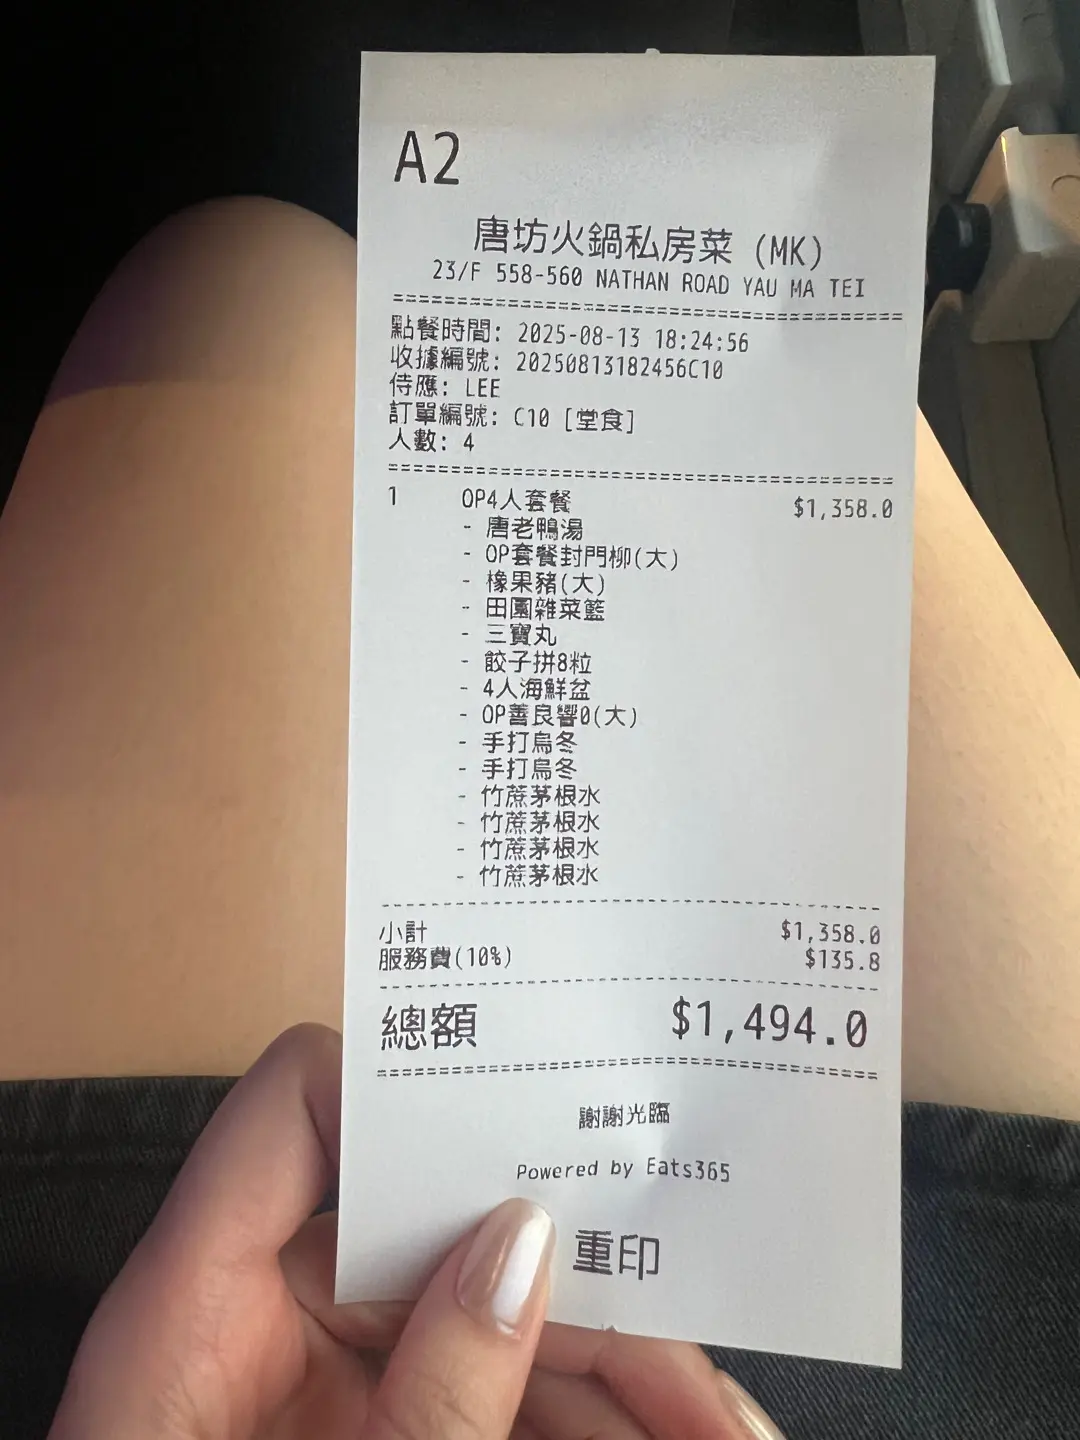 A2
唐坊火鍋私房菜 (MK)
23/F 558-560 NATHAN ROAD YAU MA TEI
點餐時間: 2025-08-13 18:24:56
收據編號: 20250813182456C10
侍應: LEE
訂單編號: C10 [堂食]
人數: 4
1 OP4人套餐 $1,358.0
- 唐老鴨湯
- OP套餐封門柳(大)
- 橡果豬(大)
- 田園雜菜籃
- 三寶丸
- 餃子拼8粒
- 4人海鮮盆
- OP善良響0(大)
- 手打烏冬
- 手打烏冬
- 竹蔗茅根水
- 竹蔗茅根水
- 竹蔗茅根水
- 竹蔗茅根水
小計 $1,358.0
服務費(10%) $135.8
總額 $1,494.0
謝謝光臨
Powered by Eats365
重印